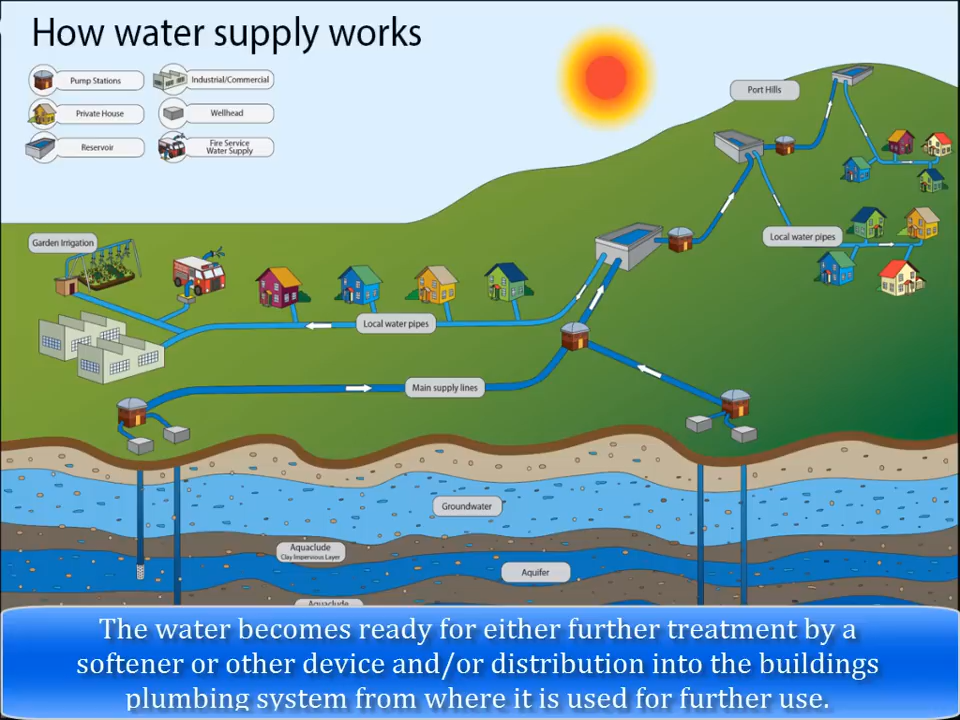 How water supply works
Pump Stations
Industrial/Commercial
Private House
Wellhead
Reservoir
Fire Service
Water Supply
Port Hills
Garden Irrigation
Local water pipes
Local water pipes
Main supply lines
Groundwater
Aquaclude
Clay Impervious Layer
Aquifer
Aquaclude
The water becomes ready for either further treatment by a
softener or other device and/or distribution into the buildings
plumbing system from where it is used for further use.